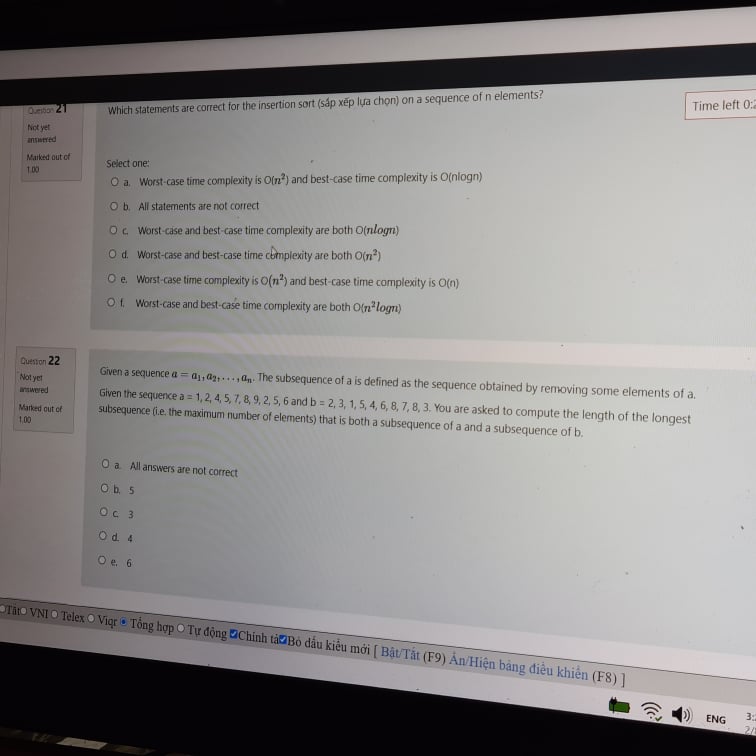 Question 21
Not yet
answered
Marked out of
1.00
Which statements are correct for the insertion sort (sắp xếp lựa chọn) on a sequence of n elements?
Time left 0:
Select one:
a. Worst-case time complexity is O(n²) and best-case time complexity is O(nlogn)
b. All statements are not correct
c. Worst-case and best-case time complexity are both O(nlogn)
d. Worst-case and best-case time complexity are both O(n²)
e. Worst-case time complexity is O(n²) and best-case time complexity is O(n)
f. Worst-case and best-case time complexity are both O(n²logn)
Question 22
Not yet
answered
Marked out of
1.00
Given a sequence a = a₁, a₂, . . . , aₙ. The subsequence of a is defined as the sequence obtained by removing some elements of a.
Given the sequence a = 1, 2, 4, 5, 7, 8, 9, 2, 5, 6 and b = 2, 3, 1, 5, 4, 6, 8, 7, 8, 3. You are asked to compute the length of the longest
subsequence (i.e. the maximum number of elements) that is both a subsequence of a and a subsequence of b.
a. All answers are not correct
b. 5
c. 3
d. 4
e. 6
Tắt VNI Telex Viqr Tổng hợp Tự động Chính tả Bỏ dấu kiểu mới [ Bật/Tắt (F9) Ẩn/Hiện bảng điều khiển (F8) ]
ENG
3: